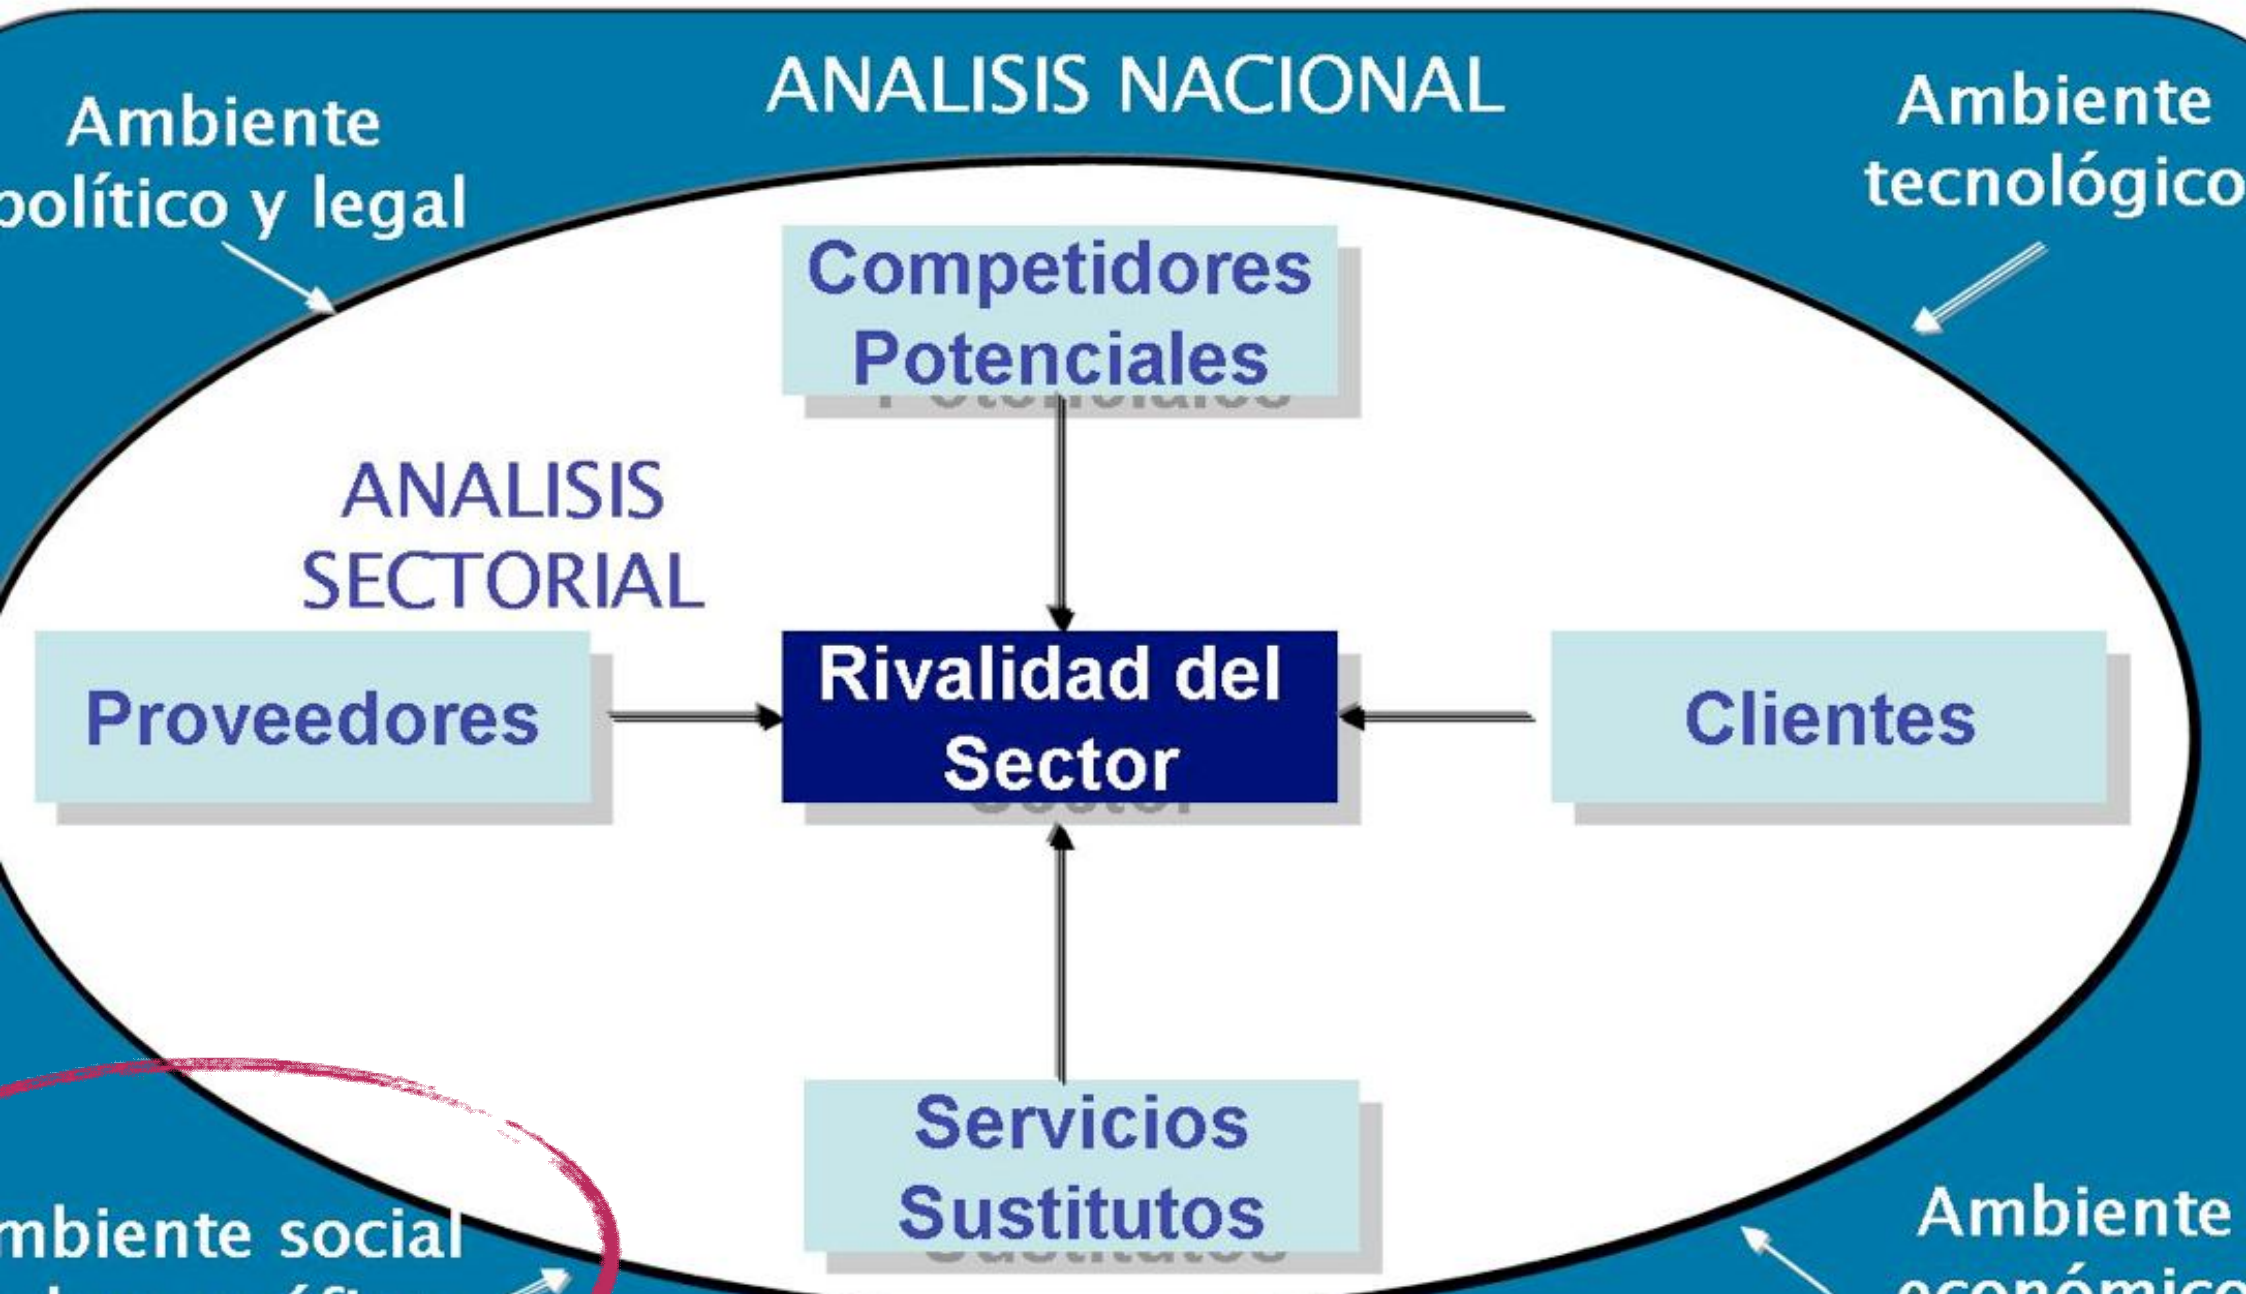 ANALISIS NACIONAL
Ambiente
político y legal
Ambiente
tecnológico
Competidores
Potenciales
ANALISIS
SECTORIAL
Proveedores
Rivalidad del
Sector
Clientes
Servicios
Sustitutos
mbiente social
Ambiente
económico